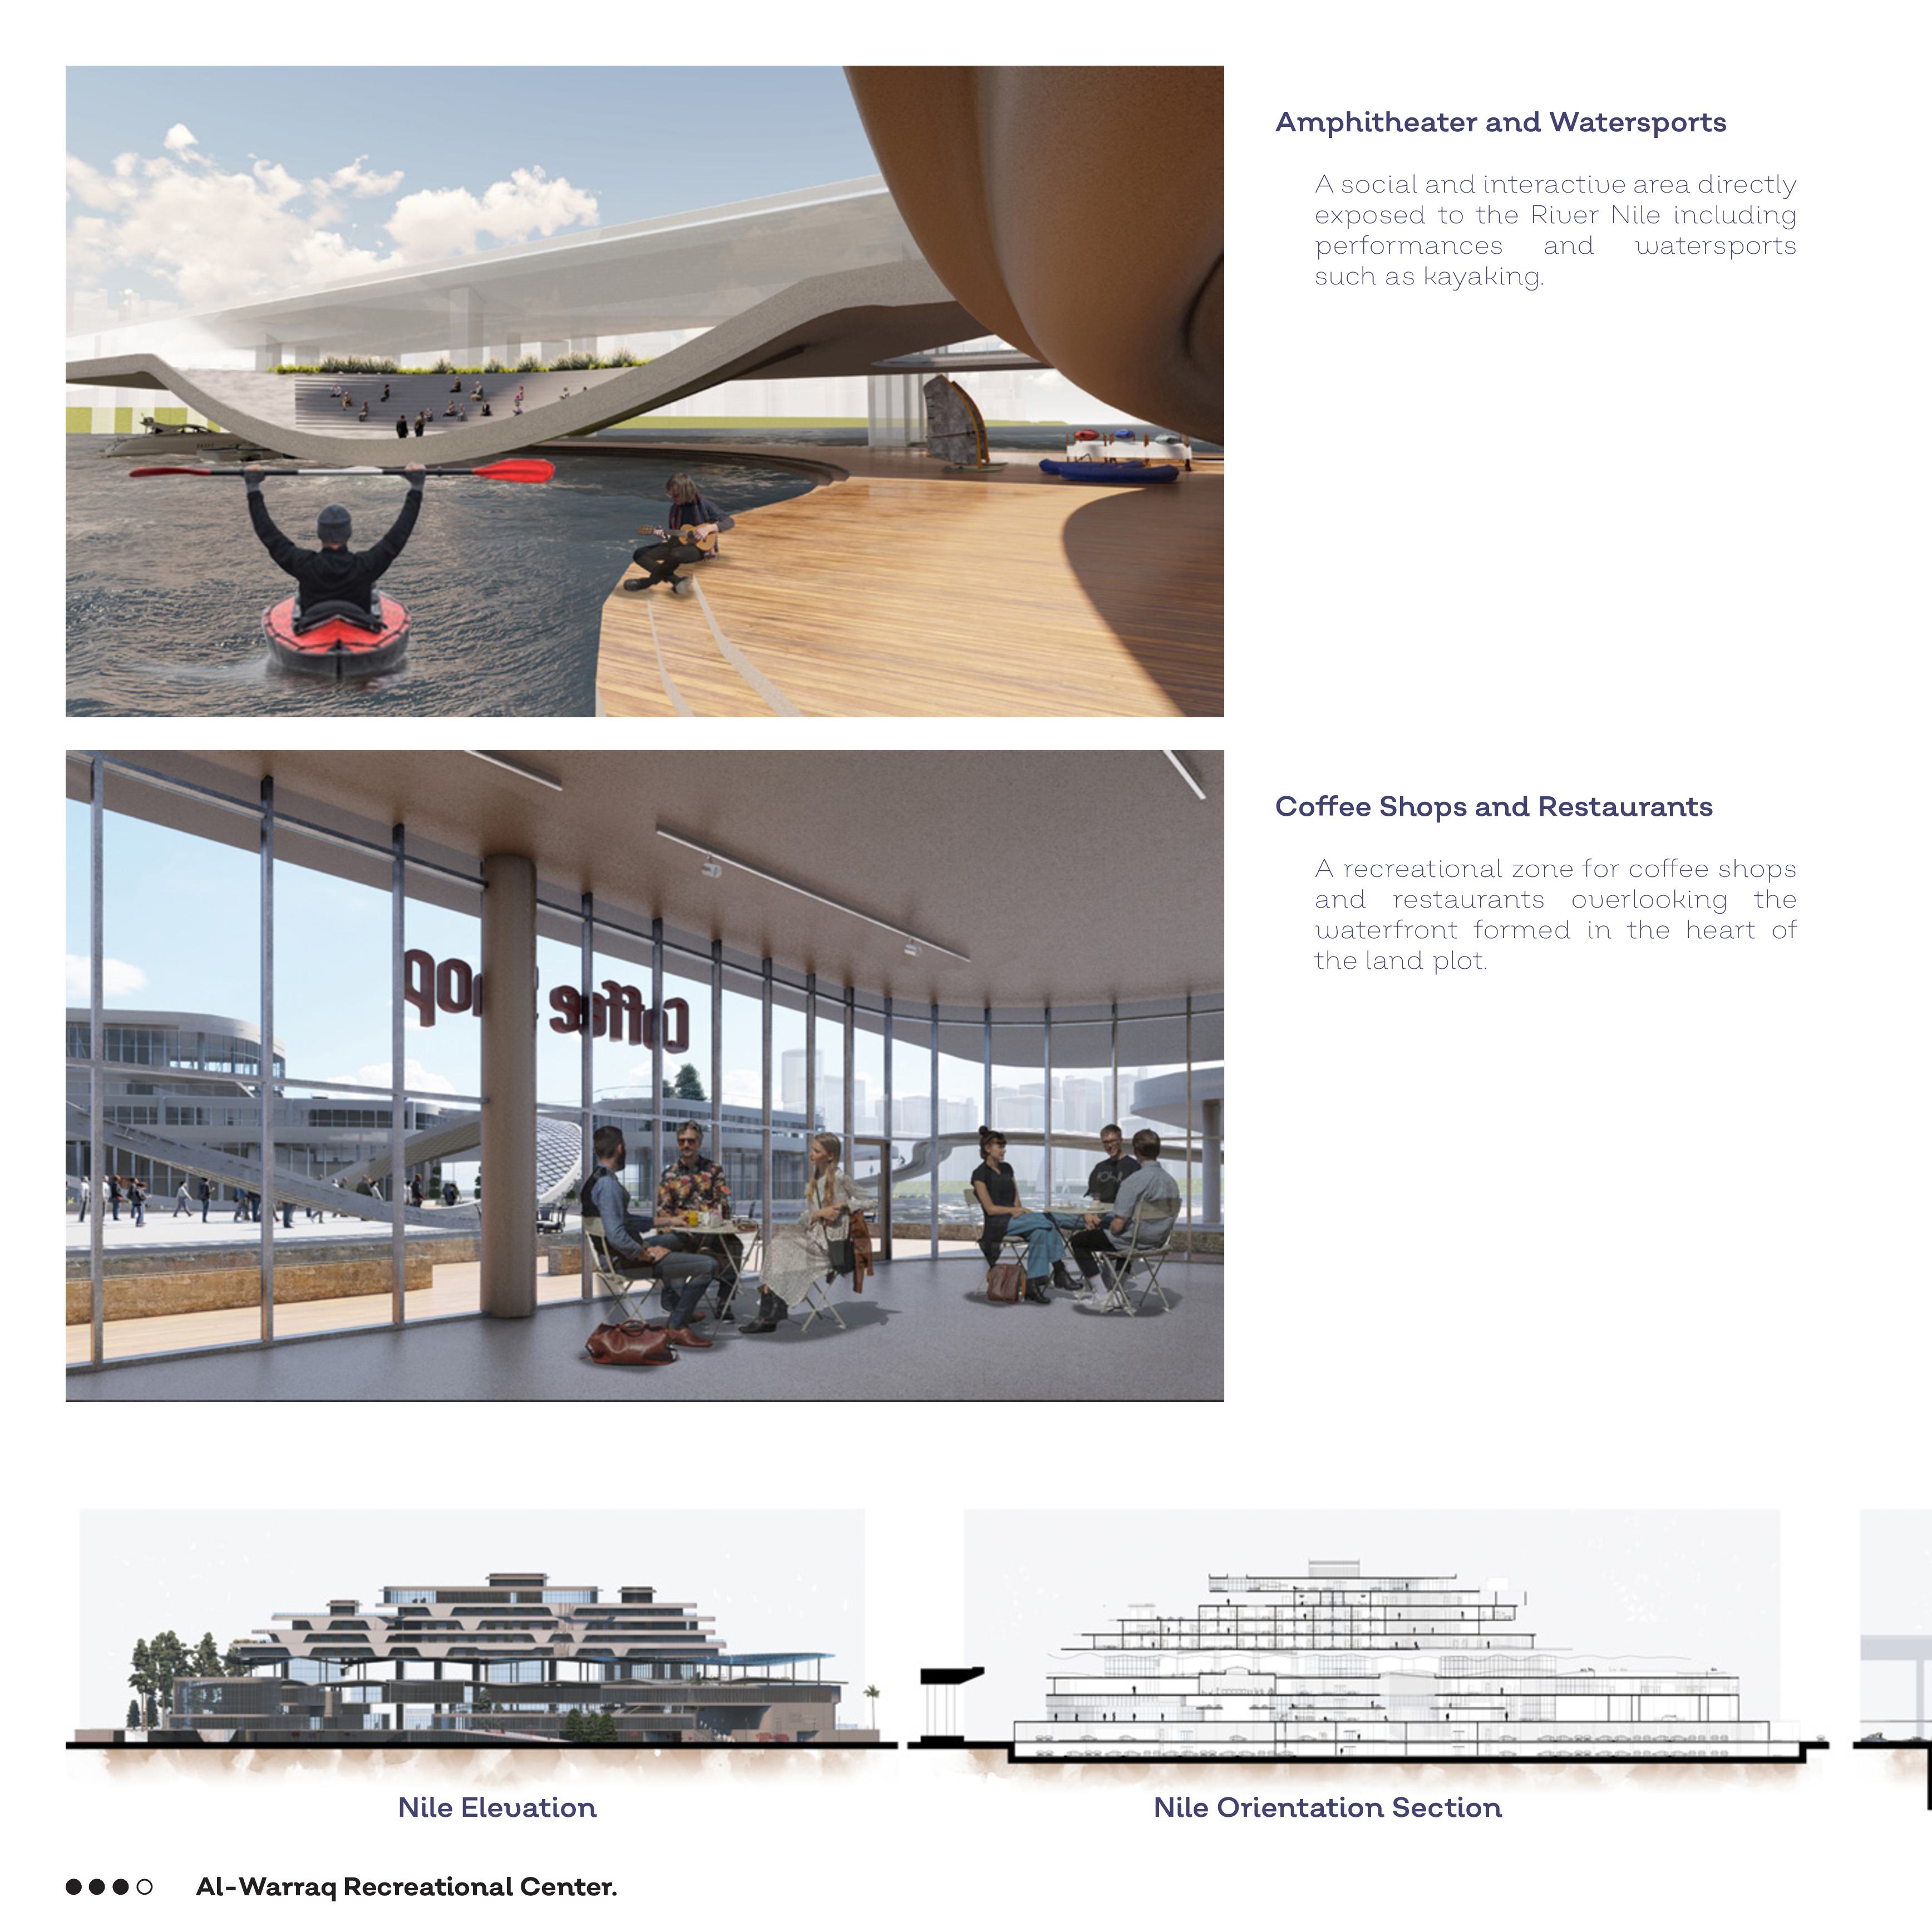 Amphitheater and Watersports
A social and interactive area directly
exposed to the River Nile including
performances and watersports
such as kayaking.
Coffee Shop
Coffee Shops and Restaurants
A recreational zone for coffee shops
and restaurants overlooking the
waterfront formed in the heart of
the land plot.
Nile Elevation
Nile Orientation Section
Al-Warraq Recreational Center.